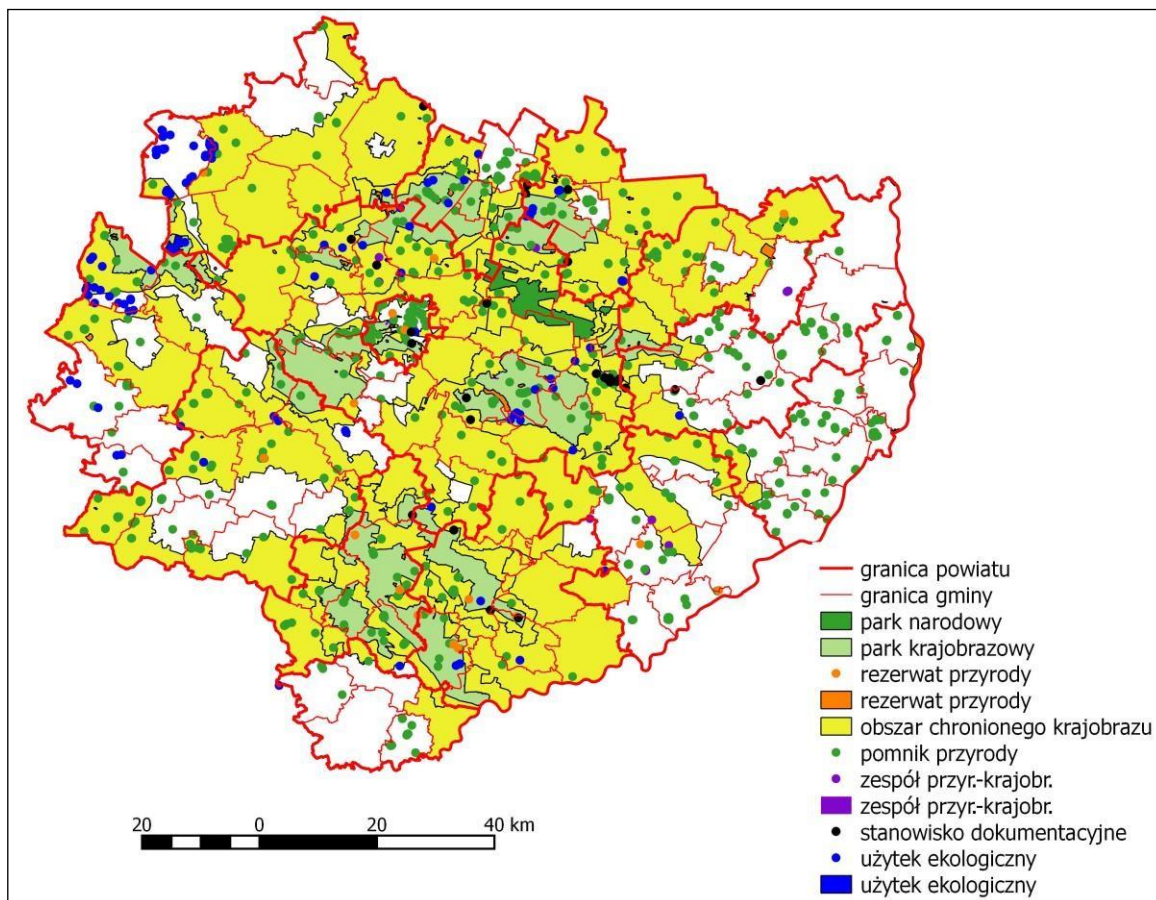 granica powiatu
granica gminy
park narodowy
park krajobrazowy
rezerwat przyrody
rezerwat przyrody
obszar chronionego krajobrazu
pomnik przyrody
zespół przyr.-krajobr.
zespół przyr.-krajobr.
stanowisko dokumentacyjne
użytek ekologiczny
użytek ekologiczny
20 0 20 40 km